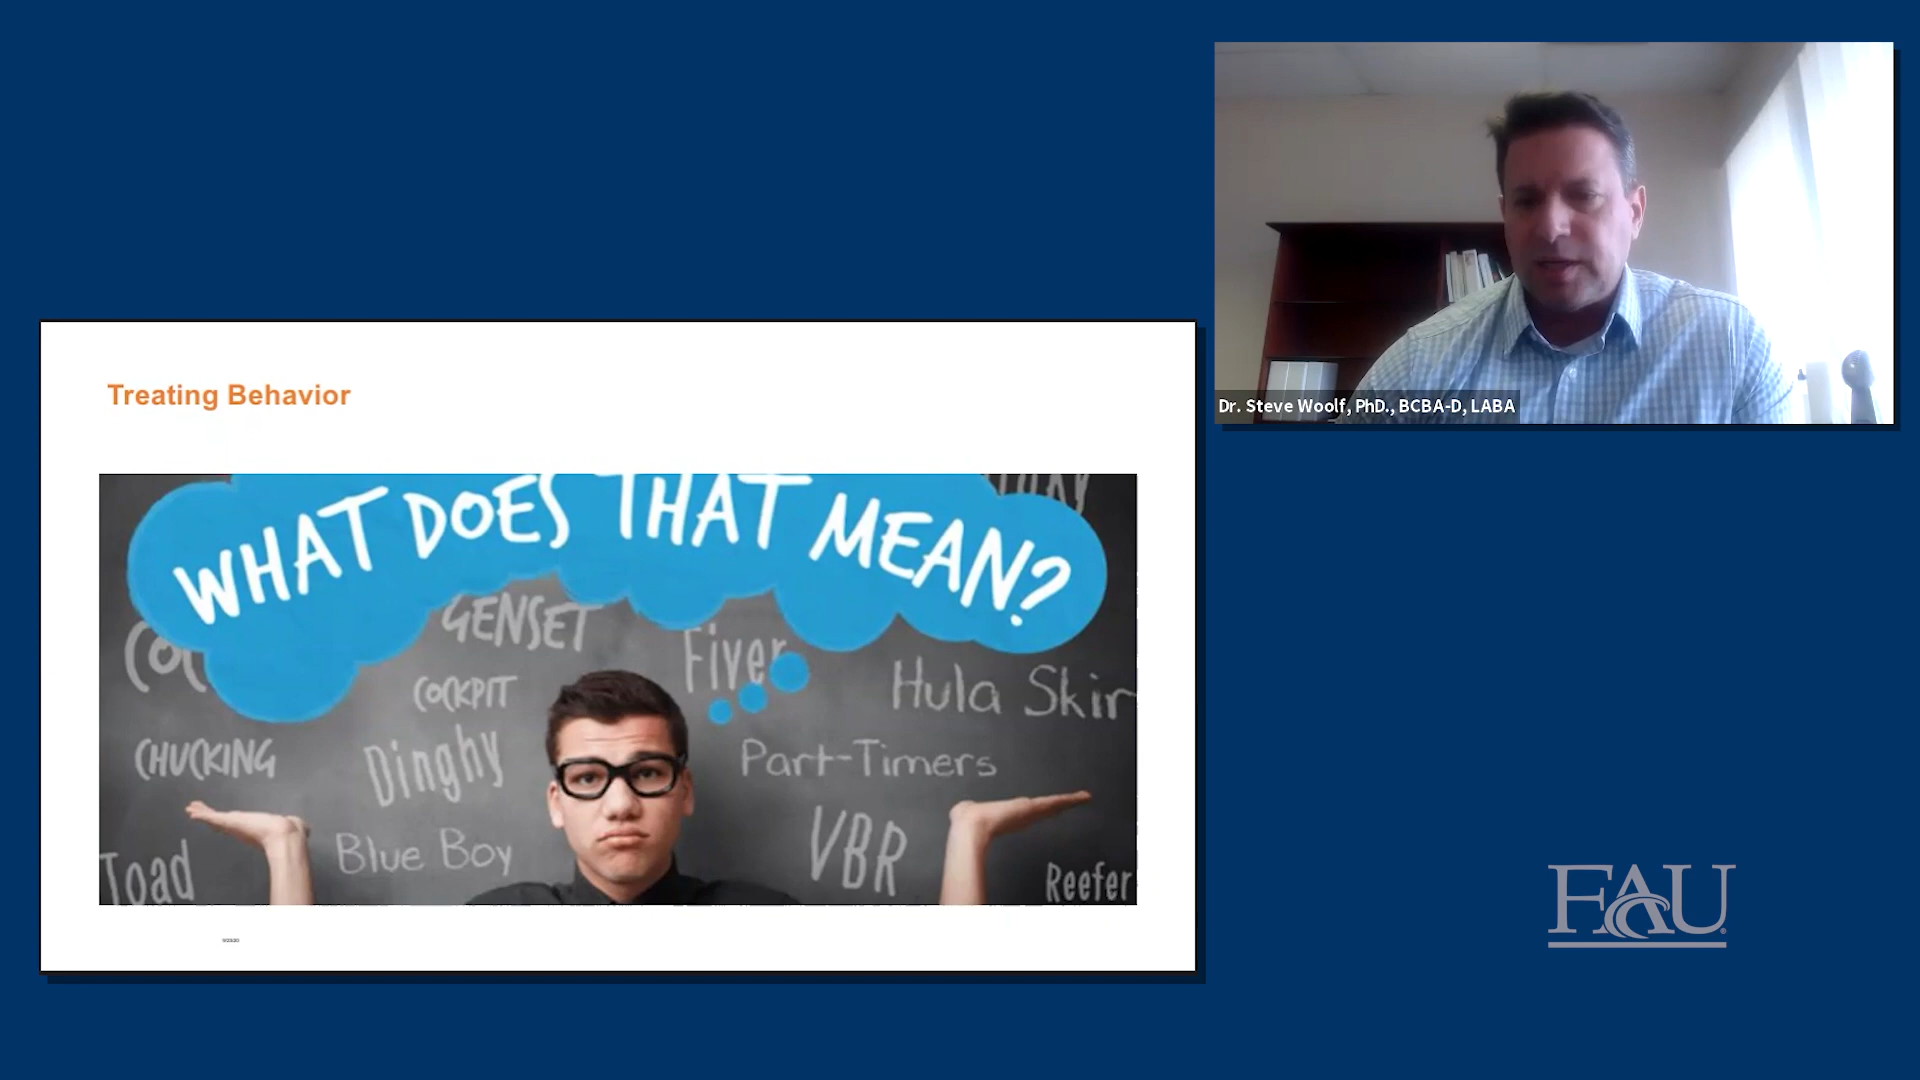 Dr. Steve Woolf, PhD., BCBA-D, LABA
Treating Behavior
WHAT DOES THAT MEAN?
GENSET
Fiver
COCKPIT
Hula Skir
CHUCKING
Dinghy
Part-Timers
Blue Boy
VBR
Toad
Reefer
FAU